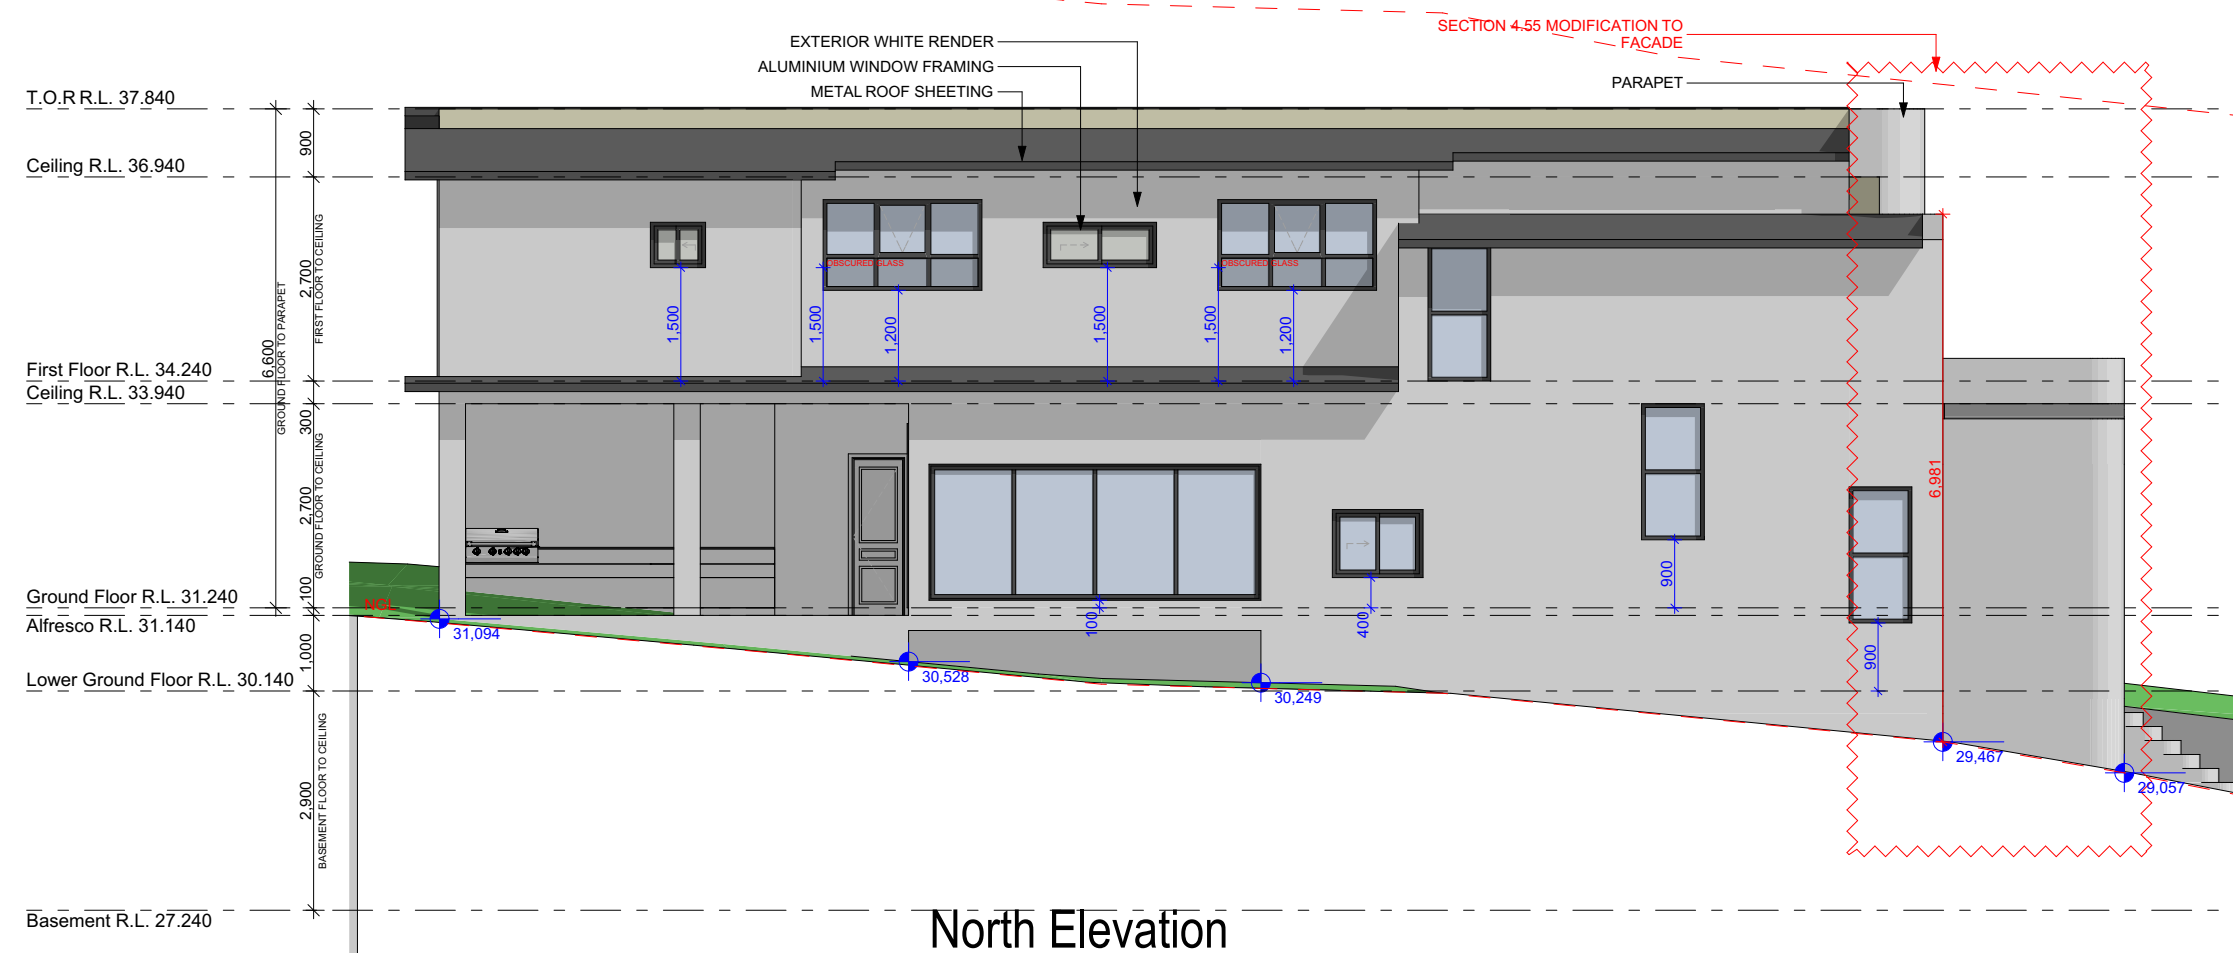 SECTION 4.55 MODIFICATION TO
FACADE
EXTERIOR WHITE RENDER
ALUMINIUM WINDOW FRAMING
METAL ROOF SHEETING
PARAPET
T.O.R R.L. 37.840
900
Ceiling R.L. 36.940
2,700
FIRST FLOOR TO CEILING
6,600
GROUND FLOOR TO PARAPET
OBSCURED GLASS
OBSCURED GLASS
1,500
1,500
1,200
1,500
1,500
1,200
First Floor R.L. 34.240
Ceiling R.L. 33.940
300
2,700
GROUND FLOOR TO CEILING
6,981
900
400
100
900
100
Ground Floor R.L. 31.240
NGL
Alfresco R.L. 31.140
31,094
1,000
30,528
Lower Ground Floor R.L. 30.140
30,249
29,467
29,057
2,900
BASEMENT FLOOR TO CEILING
Basement R.L. 27.240
North Elevation